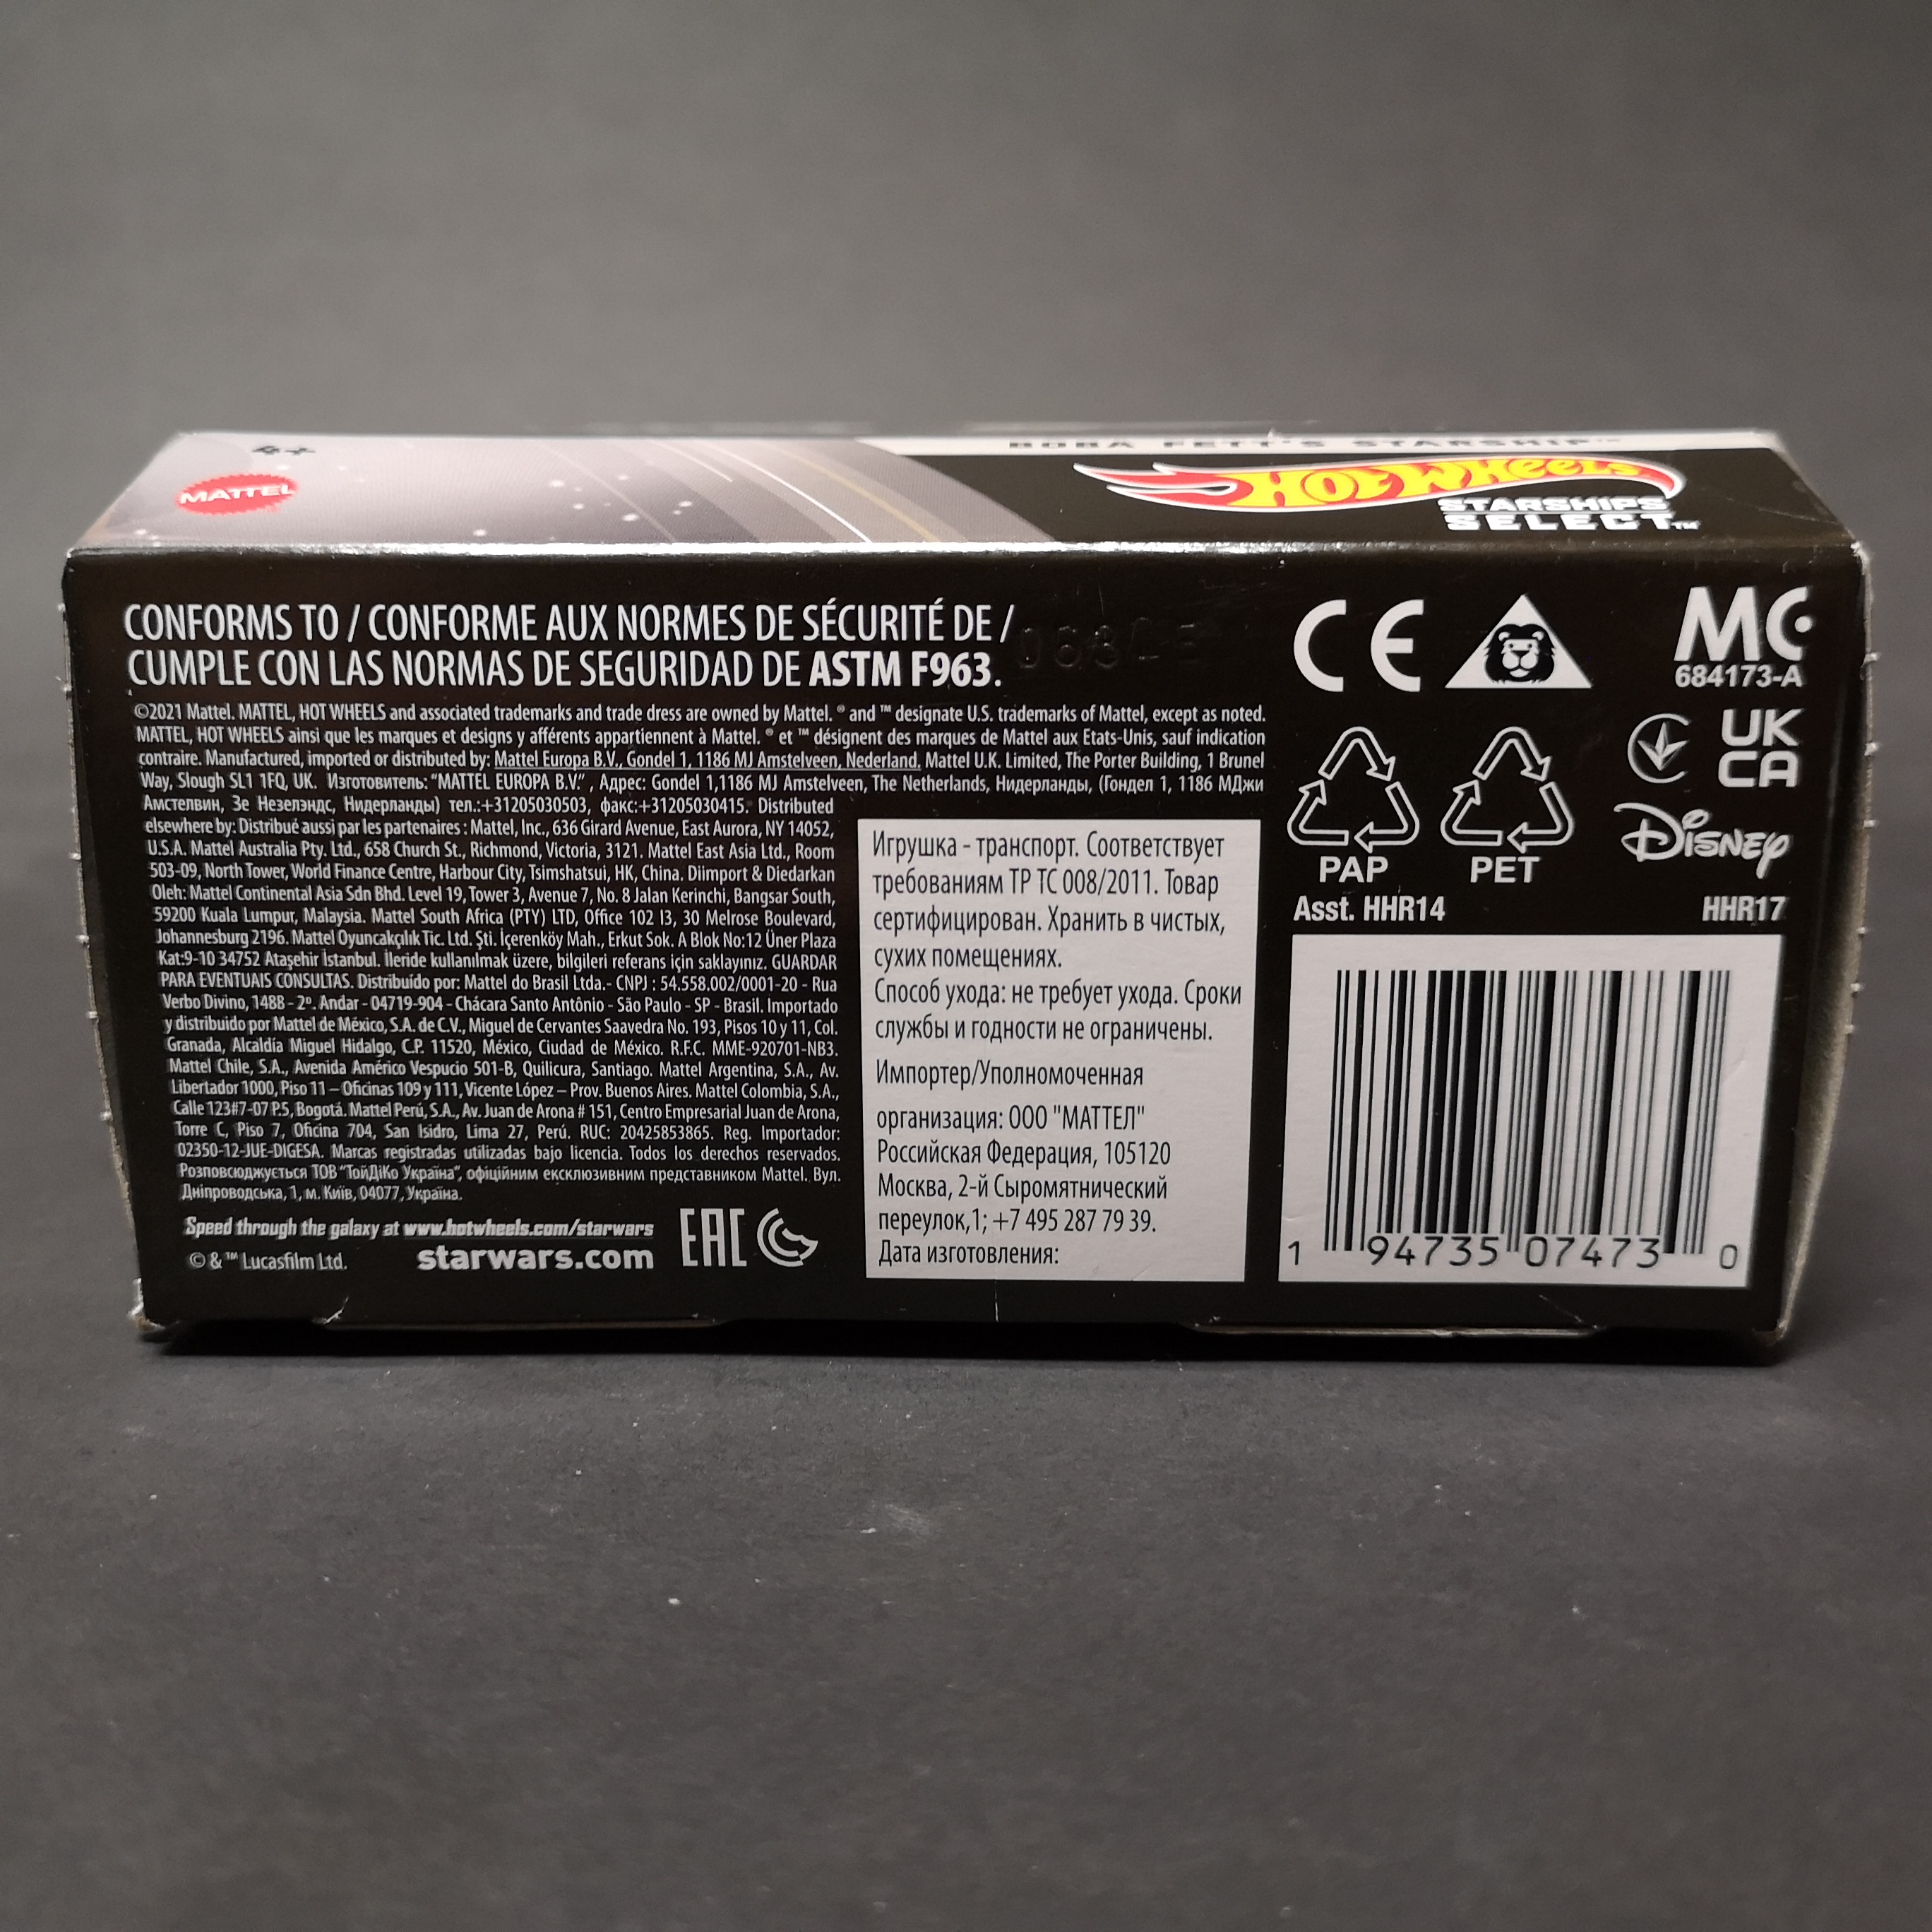 BOBA FETT'S STARSHIP™
4+
MATTEL
HOT WHEELS
STARSHIPS
SELECT™
CONFORMS TO / CONFORME AUX NORMES DE SÉCURITÉ DE /
CUMPLE CON LAS NORMAS DE SEGURIDAD DE ASTM F963.
©2021 Mattel. MATTEL, HOT WHEELS and associated trademarks and trade dress are owned by Mattel. ® and ™ designate U.S. trademarks of Mattel, except as noted.
MATTEL, HOT WHEELS ainsi que les marques et designs y afférents appartiennent à Mattel. ® et ™ désignent des marques de Mattel aux Etats-Unis, sauf indication
contraire. Manufactured, imported or distributed by: Mattel Europa B.V., Gondel 1, 1186 MJ Amstelveen, Nederland. Mattel U.K. Limited, The Porter Building, 1 Brunel
Way, Slough SL1 1FQ, UK. Изготовитель: "MATTEL EUROPA B.V.", Адрес: Gondel 1,1186 MJ Amstelveen, The Netherlands, Нидерланды, (Гондел 1, 1186 МДжи
Амстелвин, Зе Незелэндс, Нидерланды) тел.:+31205030503, факс:+31205030415. Distributed
elsewhere by: Distribué aussi par les partenaires : Mattel, Inc., 636 Girard Avenue, East Aurora, NY 14052,
U.S.A. Mattel Australia Pty. Ltd., 658 Church St., Richmond, Victoria, 3121. Mattel East Asia Ltd., Room
503-09, North Tower, World Finance Centre, Harbour City, Tsimshatsui, HK, China. Diimport & Diedarkan
Oleh: Mattel Continental Asia Sdn Bhd. Level 19, Tower 3, Avenue 7, No. 8 Jalan Kerinchi, Bangsar South,
59200 Kuala Lumpur, Malaysia. Mattel South Africa (PTY) LTD, Office 102 I3, 30 Melrose Boulevard,
Johannesburg 2196. Mattel Oyuncakçılık Tic. Ltd. Şti. İçerenköy Mah., Erkut Sok. A Blok No:12 Üner Plaza
Kat:9-10 34752 Ataşehir İstanbul. İleride kullanılmak üzere, bilgileri referans için saklayınız. GUARDAR
PARA EVENTUAIS CONSULTAS. Distribuido por: Mattel do Brasil Ltda.- CNPJ : 54.558.002/0001-20 - Rua
Verbo Divino, 1488 - 2º. Andar - 04719-904 - Chácara Santo Antônio - São Paulo - SP - Brasil. Importado
y distribuido por Mattel de México, S.A. de C.V., Miguel de Cervantes Saavedra No. 193, Pisos 10 y 11, Col.
Granada, Alcaldía Miguel Hidalgo, C.P. 11520, México, Ciudad de México. R.F.C. MME-920701-NB3.
Mattel Chile, S.A., Avenida Américo Vespucio 501-B, Quilicura, Santiago. Mattel Argentina, S.A., Av.
Libertador 1000, Piso 11 – Oficinas 109 y 111, Vicente López – Prov. Buenos Aires. Mattel Colombia, S.A.,
Calle 123#7-07 P.5, Bogotá. Mattel Perú, S.A., Av. Juan de Arona # 151, Centro Empresarial Juan de Arona,
Torre C, Piso 7, Oficina 704, San Isidro, Lima 27, Perú. RUC: 20425853865. Reg. Importador:
02350-12-JUE-DIGESA. Marcas registradas utilizadas bajo licencia. Todos los derechos reservados.
Розповсюджується ТОВ "ТойДіКо Україна", офіційним ексклюзивним представником Mattel. Вул.
Дніпроводська, 1, м. Київ, 04077, Україна.
Speed through the galaxy at www.hotwheels.com/starwars
© & ™ Lucasfilm Ltd.
starwars.com
EAC
Игрушка - транспорт. Соответствует
требованиям ТР ТС 008/2011. Товар
сертифицирован. Хранить в чистых,
сухих помещениях.
Способ ухода: не требует ухода. Сроки
службы и годности не ограничены.
Импортер/Уполномоченная
организация: ООО "МАТТЕЛ"
Российская Федерация, 105120
Москва, 2-й Сыромятнический
переулок,1; +7 495 287 79 39.
Дата изготовления:
CE
MC
684173-A
UK
CA
PAP
PET
Disney
Asst. HHR14
HHR17
1 94735 07473 0